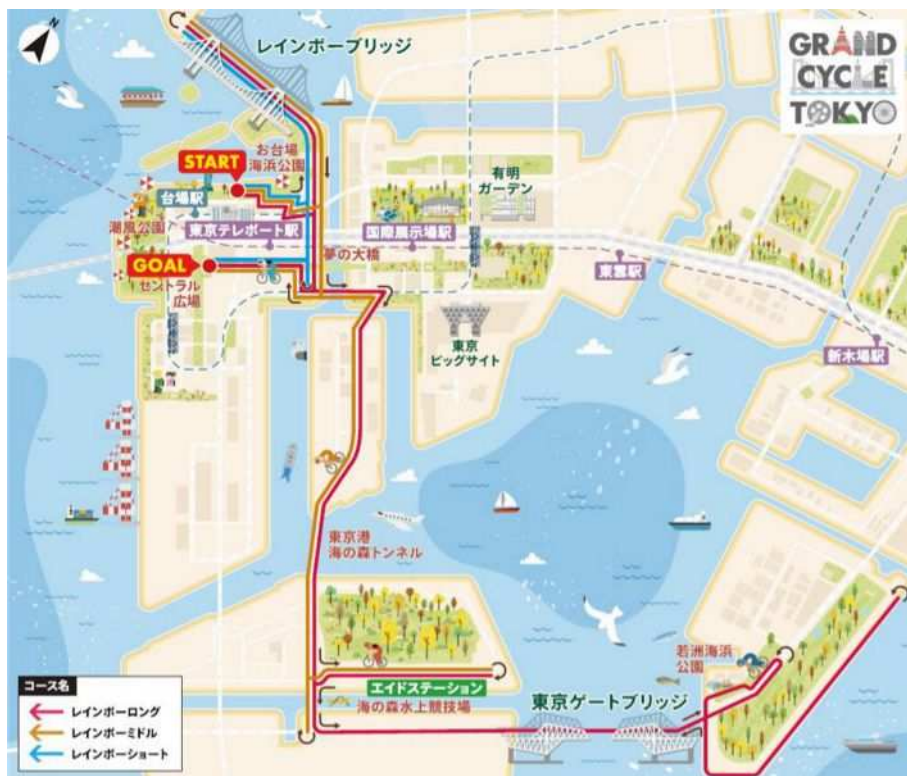 N
レインボーブリッジ
GRAND
CYCLE
TOKYO
お台場
海浜公園
START
台場駅
潮風公園
東京テレポート駅
有明
ガーデン
国際展示場駅
GOAL
セントラル
広場
夢の大橋
東雲駅
東京
ビッグサイト
新木場駅
東京港
海の森トンネル
若洲海浜
公園
エイドステーション
海の森水上競技場
東京ゲートブリッジ
コース名
レインボーロング
レインボーミドル
レインボーショート